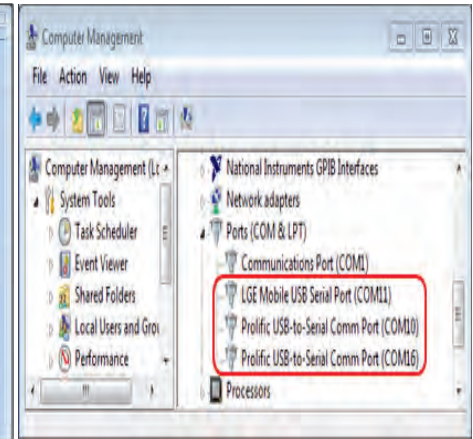 Computer Management
File Action View Help
Computer Management (Lo
System Tools
Task Scheduler
Event Viewer
Shared Folders
Local Users and Grou
Performance
National Instruments GPIB Interfaces
Network adapters
Ports (COM & LPT)
Communications Port (COM1)
LGE Mobile USB Serial Port (COM11)
Prolific USB-to-Serial Comm Port (COM10)
Prolific USB-to-Serial Comm Port (COM16)
Processors